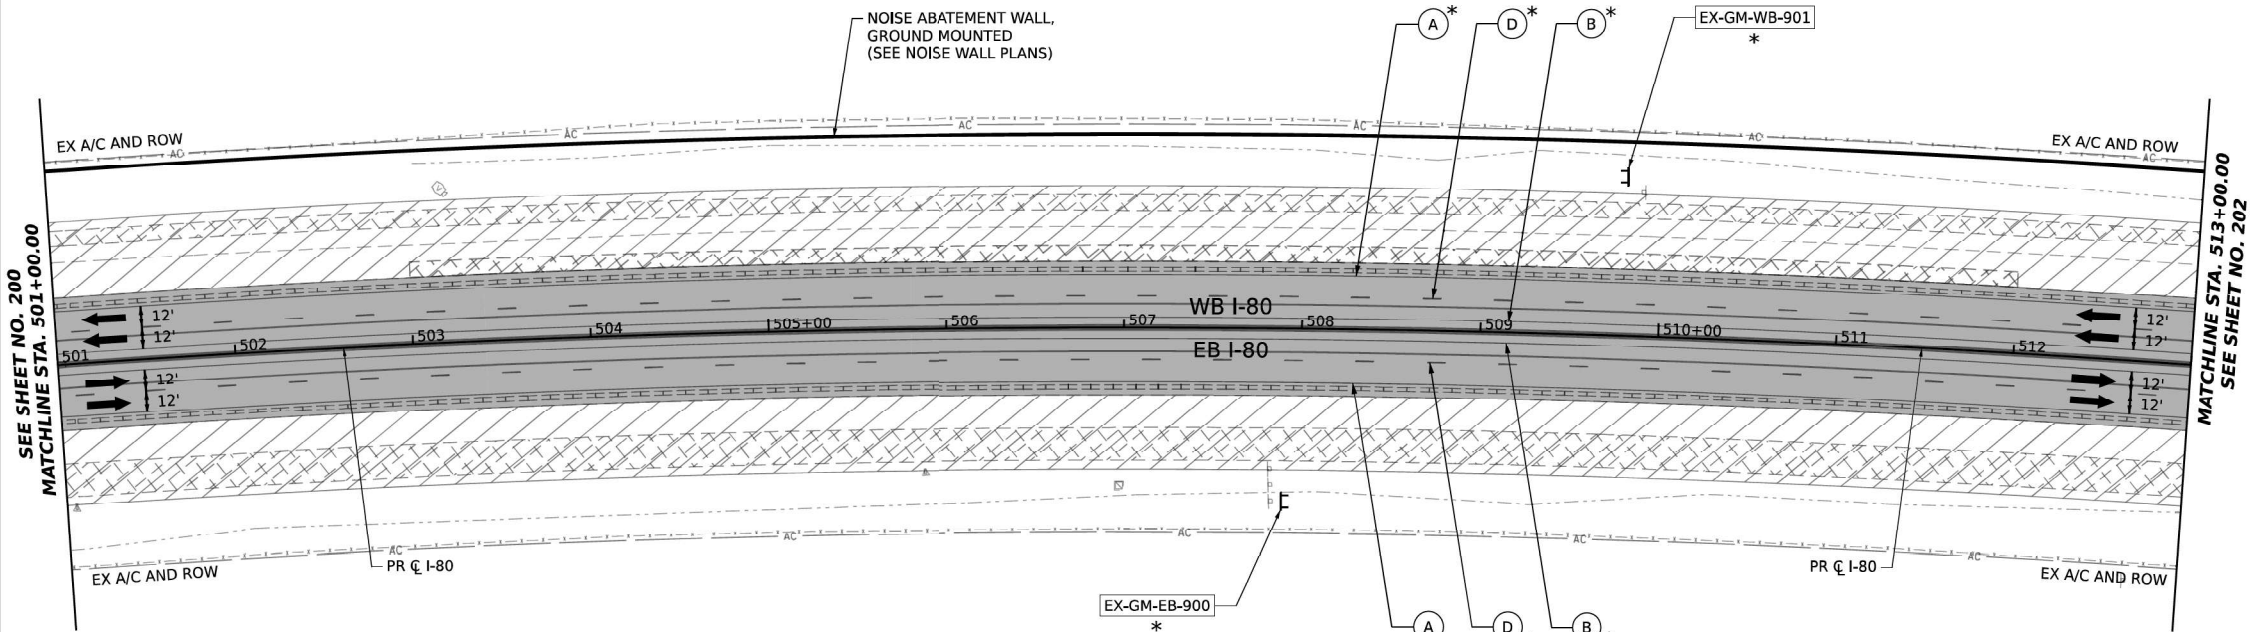 NOISE ABATEMENT WALL,
GROUND MOUNTED
(SEE NOISE WALL PLANS)
A*
D*
B*
EX-GM-WB-901
*
EX A/C AND ROW
AC
AC
AC
AC
AC
EX A/C AND ROW
AC
SEE SHEET NO. 200
MATCHLINE STA. 501+00.00
MATCHLINE STA. 513+00.00
SEE SHEET NO. 202
12'
12'
WB I-80
12'
12'
501
502
503
504
505+00
506
507
508
509
510+00
511
512
EB I-80
12'
12'
12'
12'
AC
AC
AC
AC
AC
EX A/C AND ROW
PR ℄ I-80
PR ℄ I-80
EX A/C AND ROW
EX-GM-EB-900
*
A
D
B